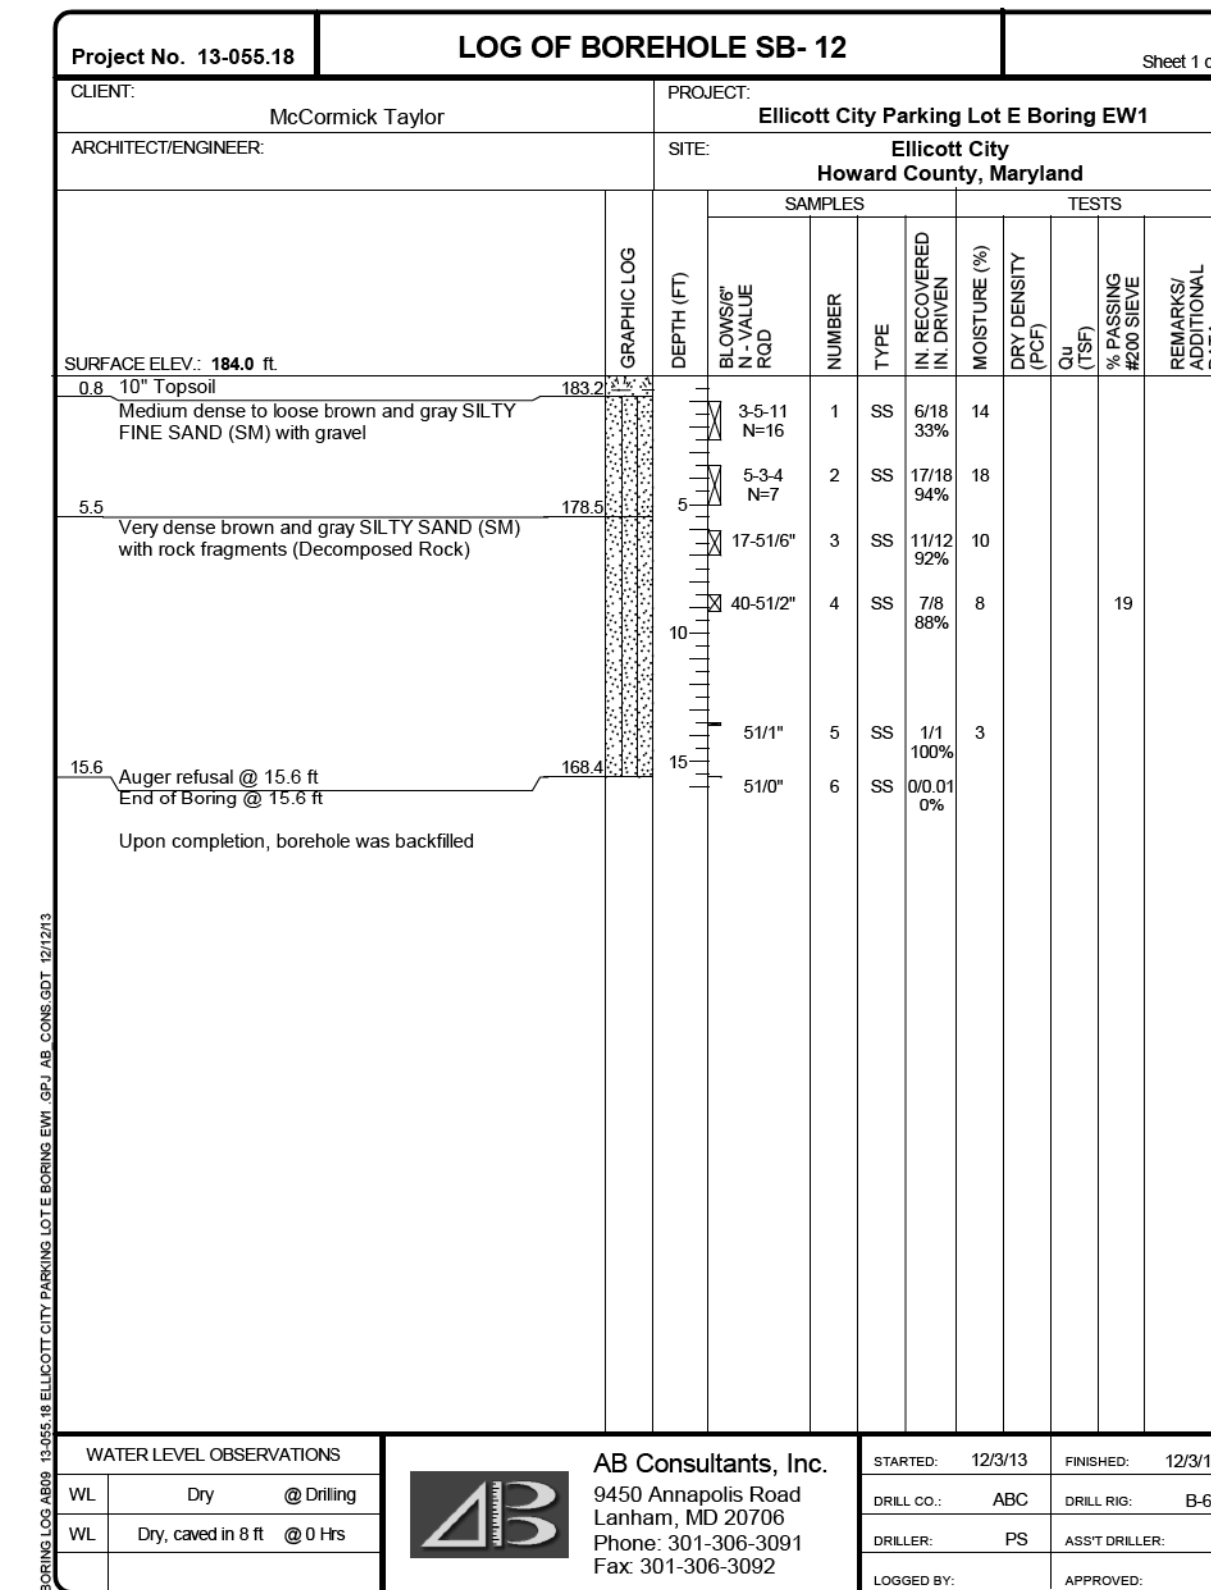 Project No. 13-055.18
LOG OF BOREHOLE SB- 12
Sheet 1 o
CLIENT:
McCormick Taylor
PROJECT:
Ellicott City Parking Lot E Boring EW1
ARCHITECT/ENGINEER:
SITE:
Ellicott City
Howard County, Maryland
SURFACE ELEV.: 184.0 ft.
GRAPHIC LOG
DEPTH (FT)
SAMPLES
TESTS
BLOWS/6"
N - VALUE
RQD
NUMBER
TYPE
IN. RECOVERED
IN. DRIVEN
MOISTURE (%)
DRY DENSITY
(PCF)
Qu
(TSF)
% PASSING
#200 SIEVE
REMARKS/
ADDITIONAL
0.8 10" Topsoil 183.2
Medium dense to loose brown and gray SILTY
FINE SAND (SM) with gravel
3-5-11 1 SS 6/18 14
N=16 33%
5-3-4 2 SS 17/18 18
N=7 94%
5
5.5 178.5
Very dense brown and gray SILTY SAND (SM)
with rock fragments (Decomposed Rock)
17-51/6" 3 SS 11/12 10
92%
40-51/2" 4 SS 7/8 8 19
88%
10
51/1" 5 SS 1/1 3
100%
15
15.6 Auger refusal @ 15.6 ft 168.4
End of Boring @ 15.6 ft
51/0" 6 SS 0/0.01
0%
Upon completion, borehole was backfilled
BORING LOG AB09 13-055.18 ELLICOTT CITY PARKING LOT E BORING EW1 .GPJ AB_CONS.GDT 12/12/13
WATER LEVEL OBSERVATIONS
WL Dry @ Drilling
WL Dry, caved in 8 ft @ 0 Hrs
AB
AB Consultants, Inc.
9450 Annapolis Road
Lanham, MD 20706
Phone: 301-306-3091
Fax: 301-306-3092
STARTED: 12/3/13 FINISHED: 12/3/1
DRILL CO.: ABC DRILL RIG: B-6
DRILLER: PS ASS'T DRILLER:
LOGGED BY: APPROVED: